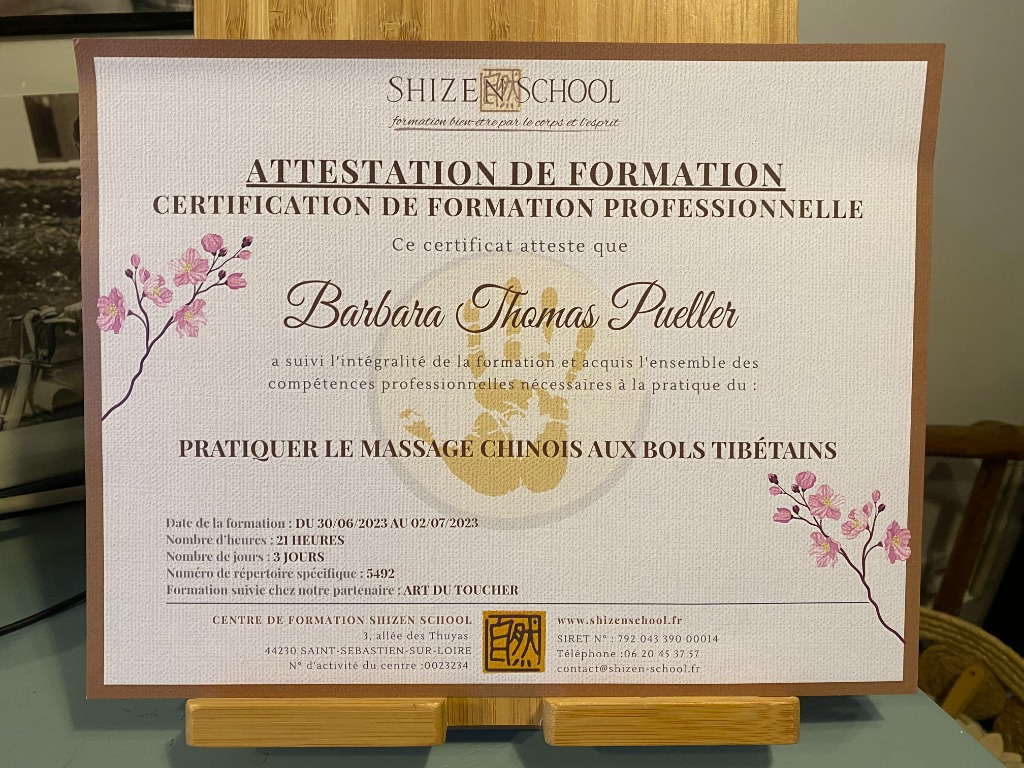 SHIZEN SCHOOL
formation bien-être par le corps et l'esprit
ATTESTATION DE FORMATION
CERTIFICATION DE FORMATION PROFESSIONNELLE
Ce certificat atteste que
Barbara Thomas Pueller
a suivi l'intégralité de la formation et acquis l'ensemble des
compétences professionnelles nécessaires à la pratique du :
PRATIQUER LE MASSAGE CHINOIS AUX BOLS TIBÉTAINS
Date de la formation : DU 30/06/2023 AU 02/07/2023
Nombre d'heures : 21 HEURES
Nombre de jours : 3 JOURS
Numéro de répertoire spécifique : 5492
Formation suivie chez notre partenaire : ART DU TOUCHER
CENTRE DE FORMATION SHIZEN SCHOOL
3, allée des Thuyas
44230 SAINT-SEBASTIEN-SUR-LOIRE
N° d'activité du centre :0023234
自然
www.shizenschool.fr
SIRET N° : 792 043 390 00014
Téléphone :06 20 45 37 57
contact@shizen-school.fr